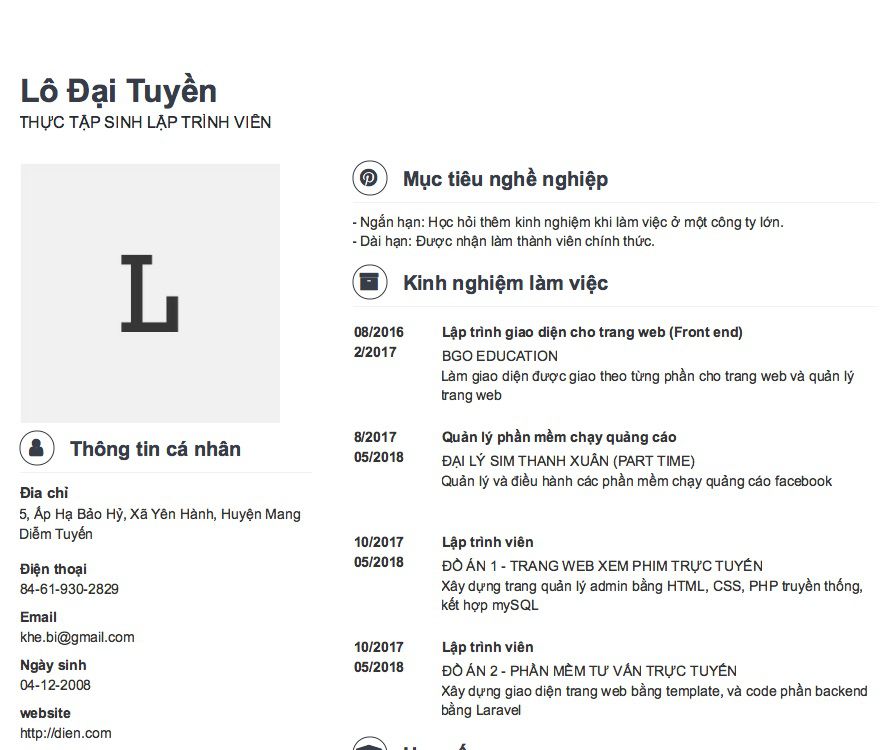 Lô Đại Tuyền
THỰC TẬP SINH LẬP TRÌNH VIÊN
L
Thông tin cá nhân
Đia chỉ
5, Ấp Hạ Bảo Hỷ, Xã Yên Hành, Huyện Mang
Diễm Tuyến
Điện thoại
84-61-930-2829
Email
khe.bi@gmail.com
Ngày sinh
04-12-2008
website
http://dien.com
Mục tiêu nghề nghiệp
- Ngắn hạn: Học hỏi thêm kinh nghiệm khi làm việc ở một công ty lớn.
- Dài hạn: Được nhận làm thành viên chính thức.
Kinh nghiệm làm việc
08/2016 Lập trình giao diện cho trang web (Front end)
2/2017 BGO EDUCATION
Làm giao diện được giao theo từng phần cho trang web và quản lý
trang web
8/2017 Quản lý phần mềm chạy quảng cáo
05/2018 ĐẠI LÝ SIM THANH XUÂN (PART TIME)
Quản lý và điều hành các phần mềm chạy quảng cáo facebook
10/2017 Lập trình viên
05/2018 ĐỒ ÁN 1 - TRANG WEB XEM PHIM TRỰC TUYẾN
Xây dựng trang quản lý admin bằng HTML, CSS, PHP truyền thống,
kết hợp mySQL
10/2017 Lập trình viên
05/2018 ĐỒ ÁN 2 - PHẦN MỀM TƯ VẤN TRỰC TUYẾN
Xây dựng giao diện trang web bằng template, và code phần backend
bằng Laravel